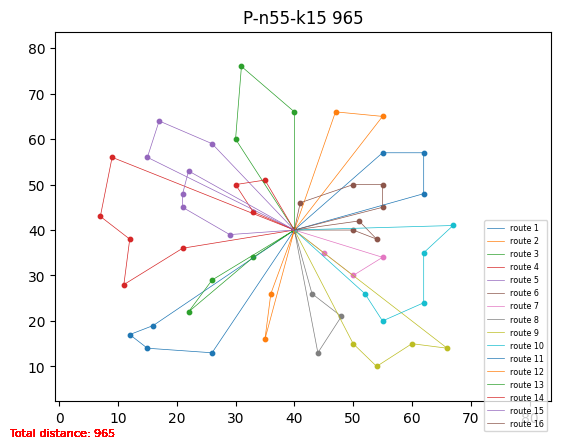 P-n55-k15 965
80
70
60
50
40
30
20
10
0 10 20 30 40 50 60 70 80
route 1
route 2
route 3
route 4
route 5
route 6
route 7
route 8
route 9
route 10
route 11
route 12
route 13
route 14
route 15
route 16
Total distance: 965